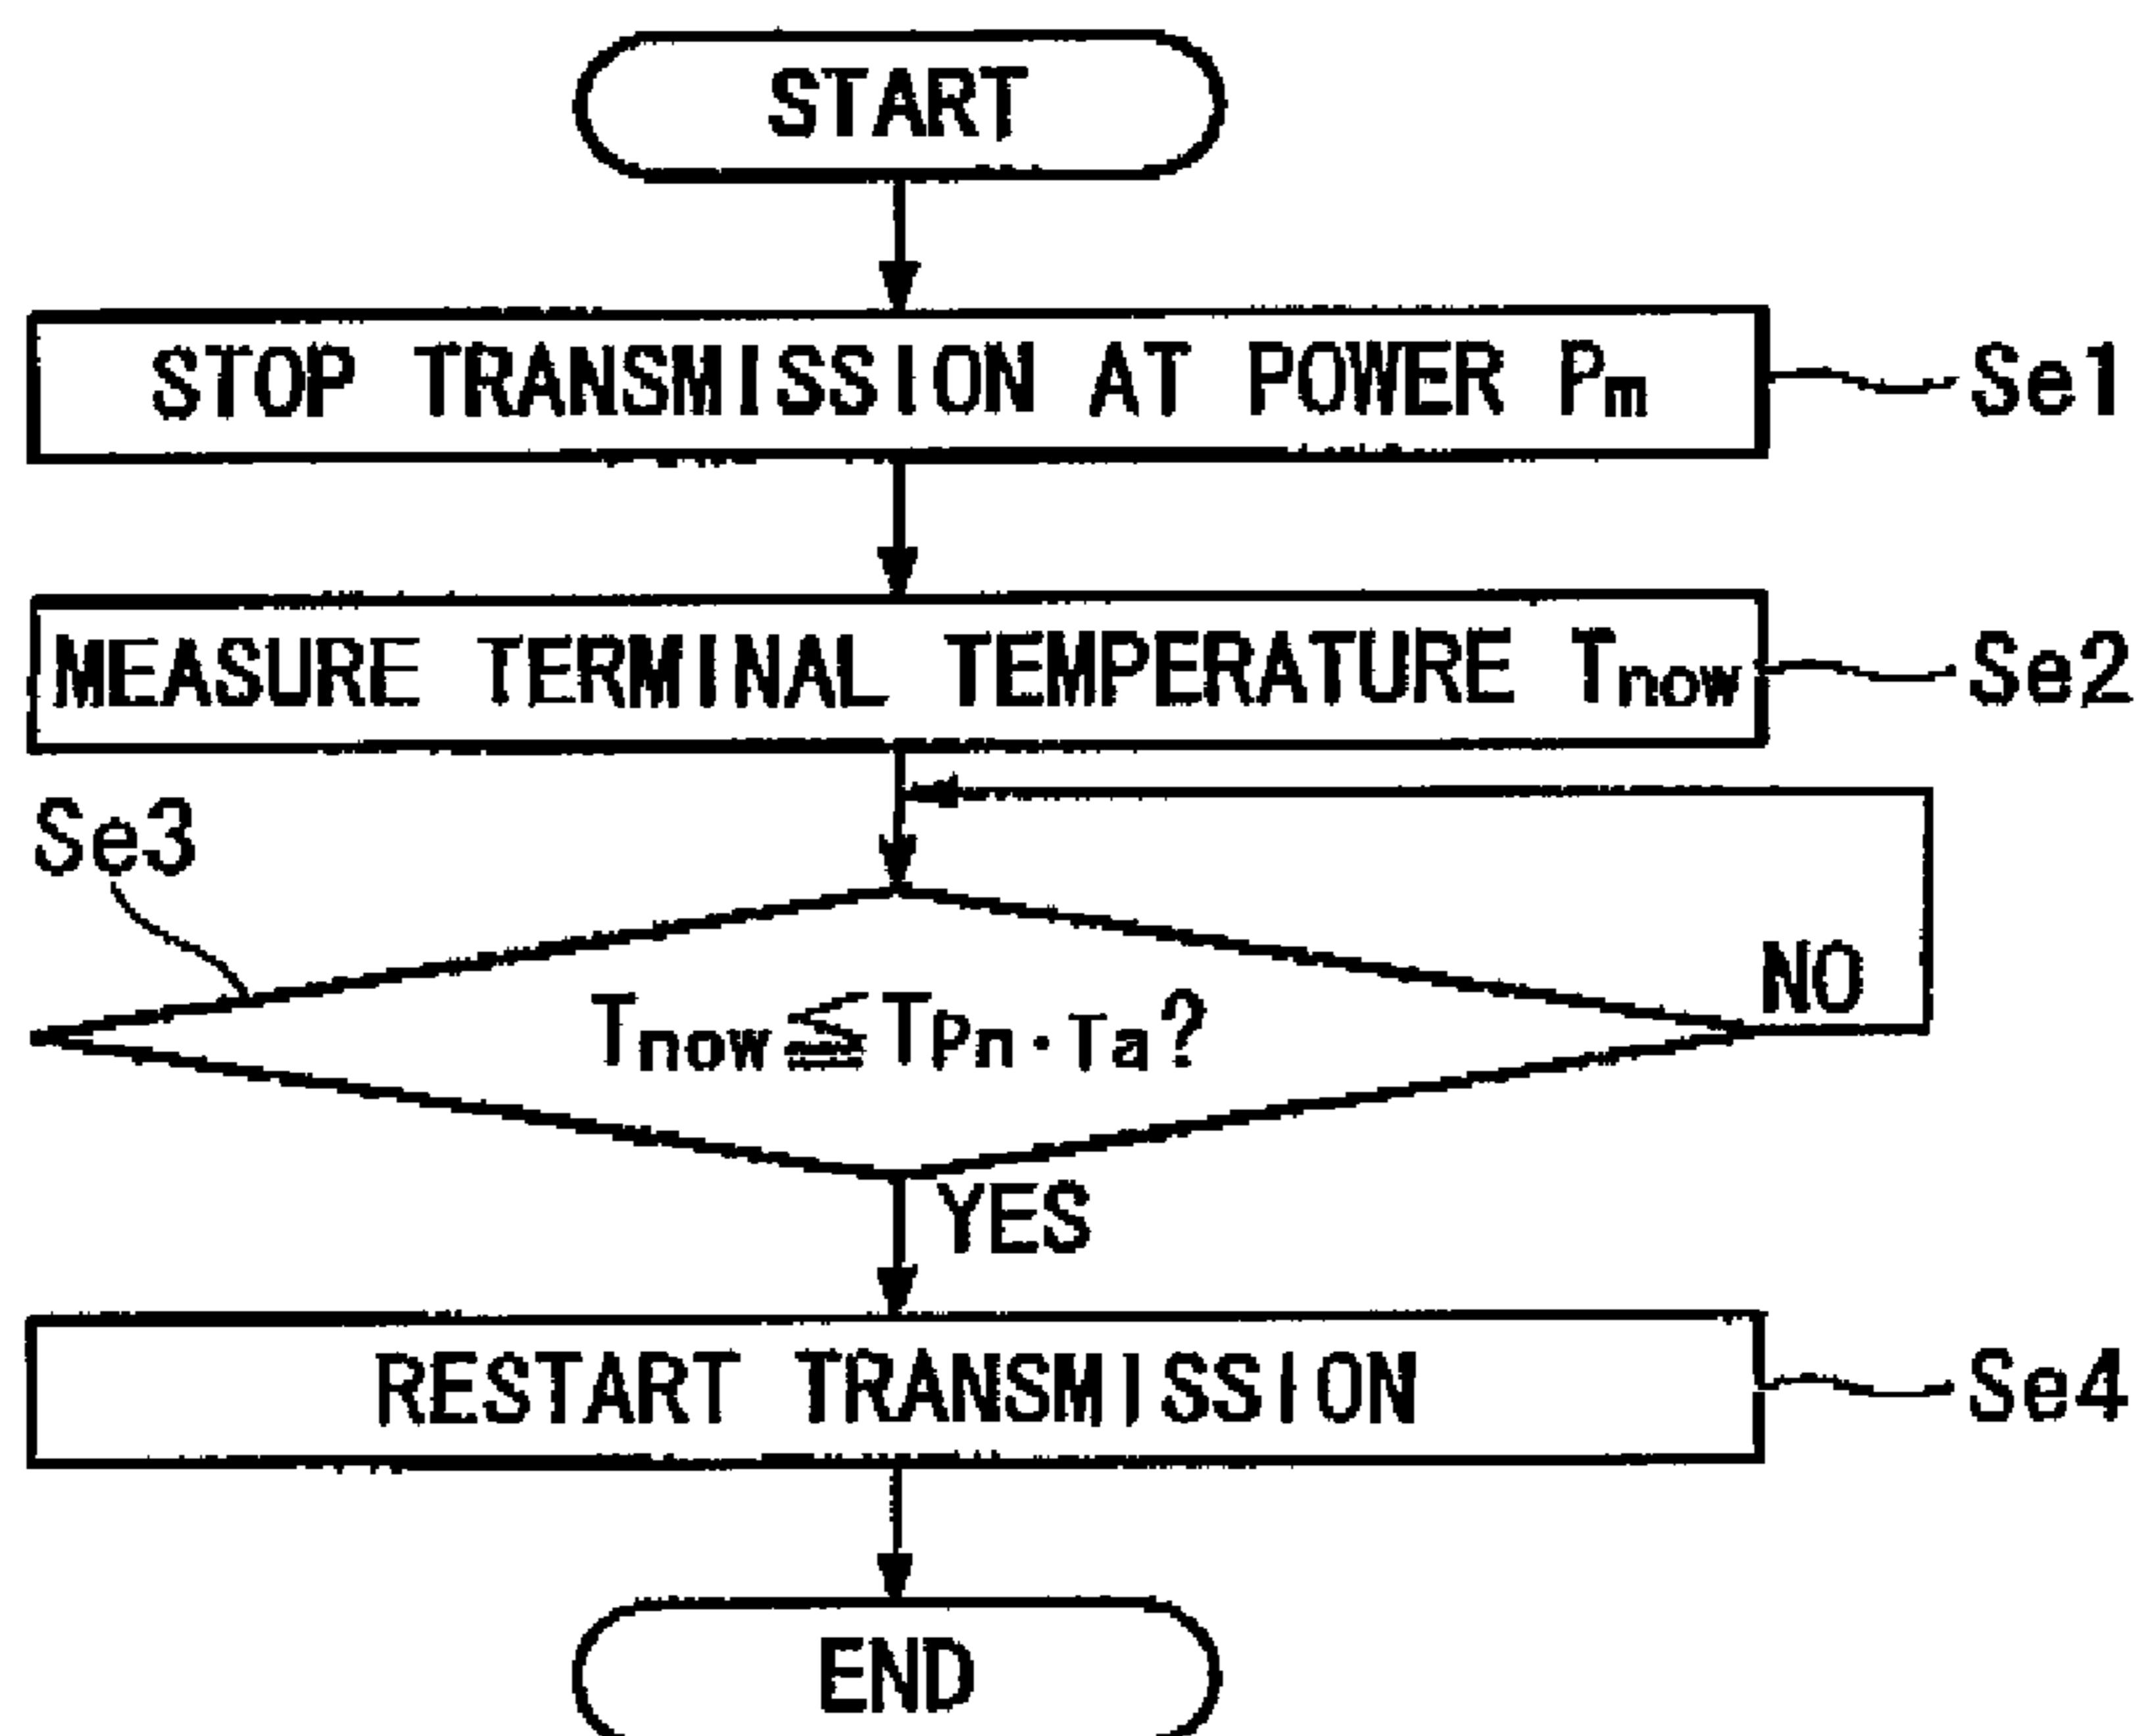 START
STOP TRANSMISSION AT POWER Pm
Se1
MEASURE TERMINAL TEMPERATURE Tnow
Se2
Se3
Tnow≦TPn·Ta?
NO
YES
RESTART TRANSMISSION
Se4
END